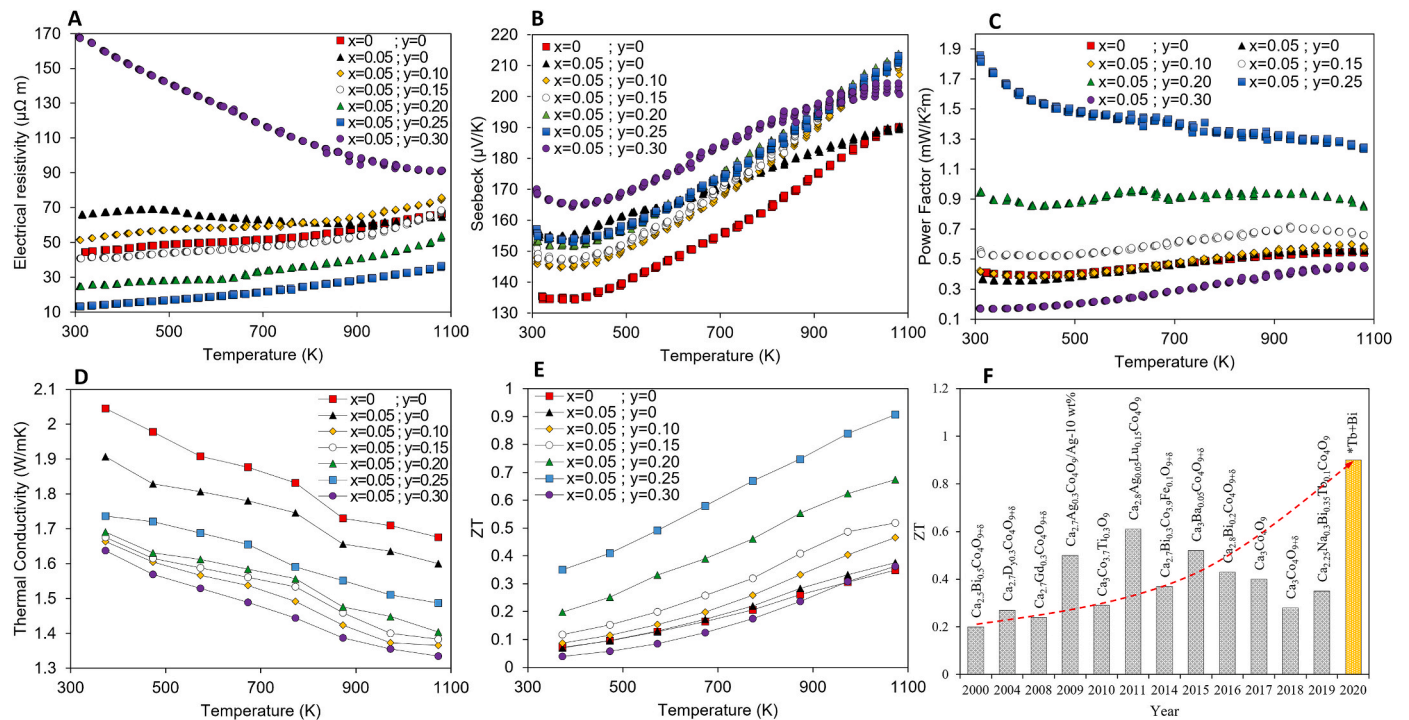 A
Electrical resistivity (µΩ m)
170
150
130
110
90
70
50
30
10
300
500
700
900
1100
Temperature (K)
x=0 ; y=0
x=0.05 ; y=0
x=0.05 ; y=0.10
x=0.05 ; y=0.15
x=0.05 ; y=0.20
x=0.05 ; y=0.25
x=0.05 ; y=0.30
B
Seebeck (µV/K)
220
210
200
190
180
170
160
150
140
130
300
500
700
900
1100
Temperature (K)
x=0 ; y=0
x=0.05 ; y=0
x=0.05 ; y=0.10
x=0.05 ; y=0.15
x=0.05 ; y=0.20
x=0.05 ; y=0.25
x=0.05 ; y=0.30
C
Power Factor (mW/K²m)
1.9
1.7
1.5
1.3
1.1
0.9
0.7
0.5
0.3
0.1
300
500
700
900
1100
Temperature (K)
x=0 ; y=0
x=0.05 ; y=0
x=0.05 ; y=0.10
x=0.05 ; y=0.15
x=0.05 ; y=0.20
x=0.05 ; y=0.25
x=0.05 ; y=0.30
D
Thermal Conductivity (W/mK)
2.1
2
1.9
1.8
1.7
1.6
1.5
1.4
1.3
300
500
700
900
1100
Temperature (K)
x=0 ; y=0
x=0.05 ; y=0
x=0.05 ; y=0.10
x=0.05 ; y=0.15
x=0.05 ; y=0.20
x=0.05 ; y=0.25
x=0.05 ; y=0.30
E
ZT
1
0.9
0.8
0.7
0.6
0.5
0.4
0.3
0.2
0.1
0
300
500
700
900
1100
Temperature (K)
x=0 ; y=0
x=0.05 ; y=0
x=0.05 ; y=0.10
x=0.05 ; y=0.15
x=0.05 ; y=0.20
x=0.05 ; y=0.25
x=0.05 ; y=0.30
F
ZT
1.2
1
0.8
0.6
0.4
0.2
0
Ca₂.₅Bi₀.₅Co₄O₉₊δ
Ca₂.₇Dy₀.₃Co₄O₉₊δ
Ca₂.₇Gd₀.₃Co₄O₉₊δ
Ca₂.₇Ag₀.₃Co₄O₉/Ag-10 wt%
Ca₃Co₃.₇Ti₀.₃O₉
Ca₂.₈Ag₀.₀₅Lu₀.₁₅Co₄O₉
Ca₂.₇Bi₀.₃Co₃.₉Fe₀.₁O₉₊δ
Ca₃Ba₀.₀₅Co₄O₉₊δ
Ca₂.₈Bi₀.₂Co₄O₉₊δ
Ca₃Co₄O₉
Ca₃Co₄O₉₊δ
Ca₂.₂₅Na₀.₃Bi₀.₃₅Tb₀.₁Co₄O₉
*Tb+Bi
2000 2004 2008 2009 2010 2011 2014 2015 2016 2017 2018 2019 2020
Year